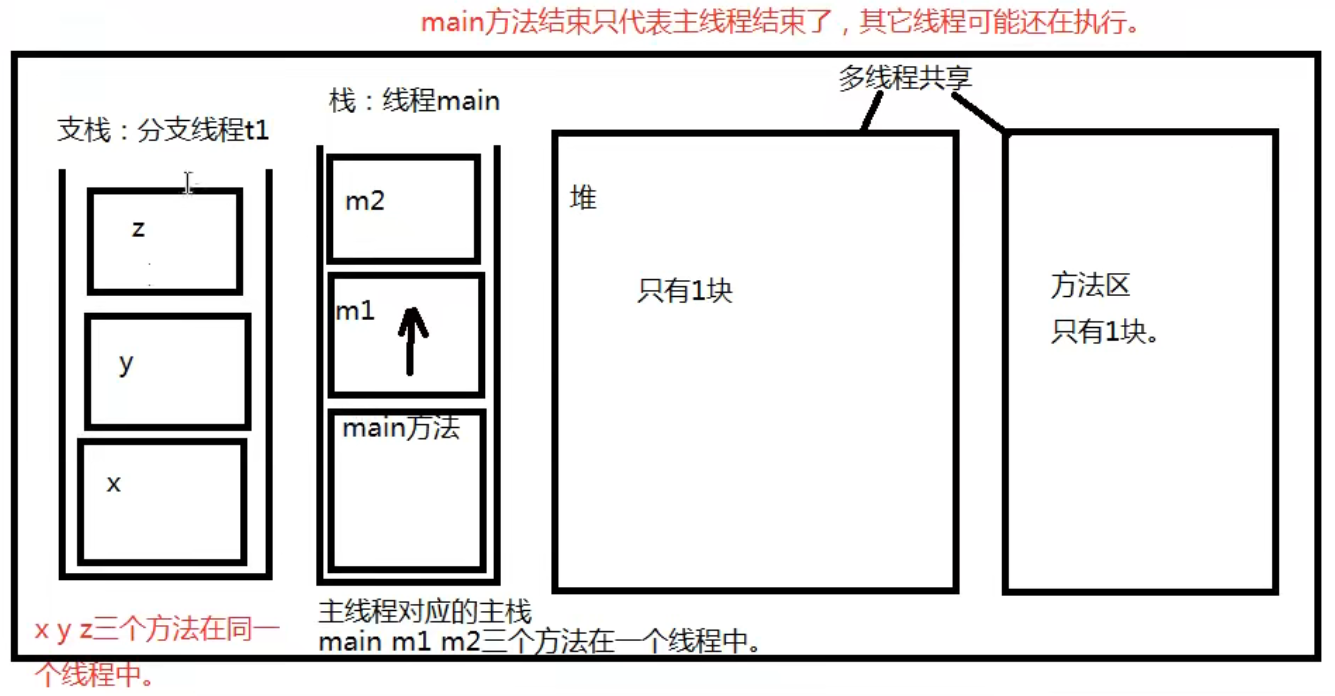 main方法结束只代表主线程结束了，其它线程可能还在执行。
多线程共享
栈：线程main
支栈：分支线程t1
z
y
x
m2
m1
main方法
堆
只有1块
方法区
只有1块。
主线程对应的主栈
main m1 m2三个方法在一个线程中。
x y z三个方法在同一
个线程中。